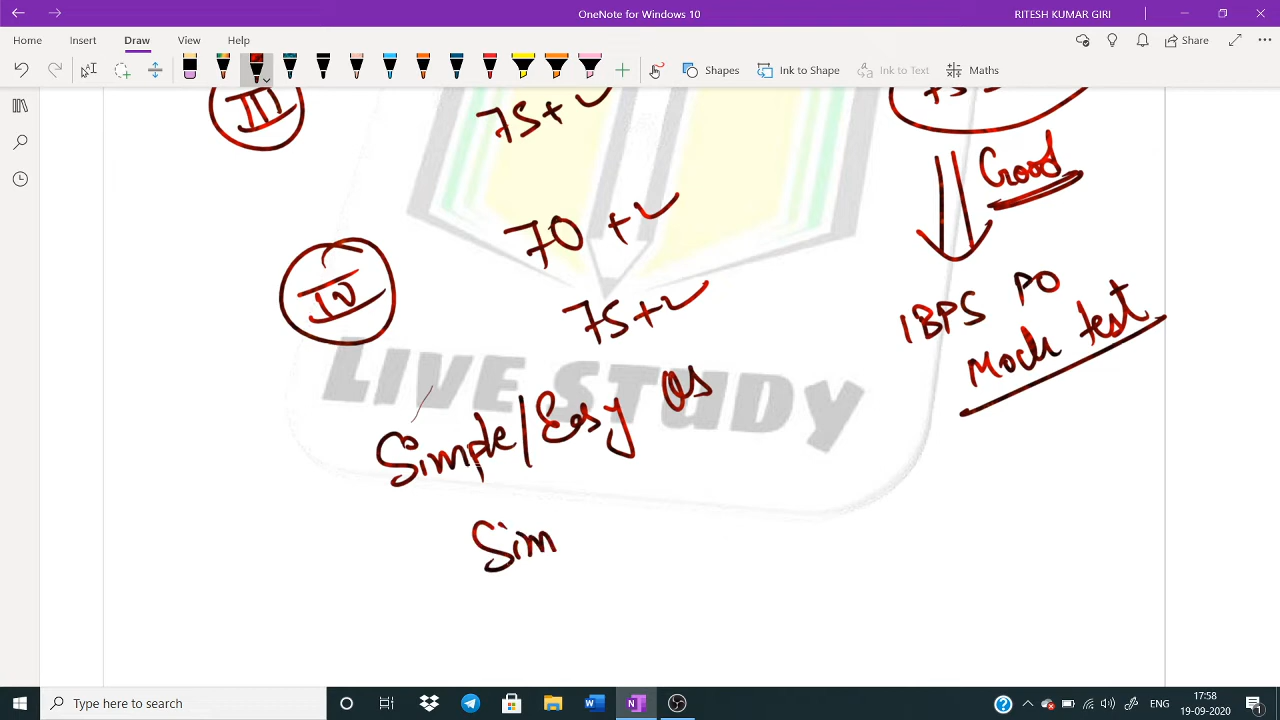 OneNote for Windows 10
RITESH KUMAR GIRI
Home Insert Draw View Help
Share
Shapes
Ink to Shape
Ink to Text
Maths
III
75+ ✓
Good
70 +✓
IV
75+✓
IBPS PO
Mock test
LIVE STUDY
Simple/Easy Qs
Sim
Type here to search
ENG
17:58
19-09-2020